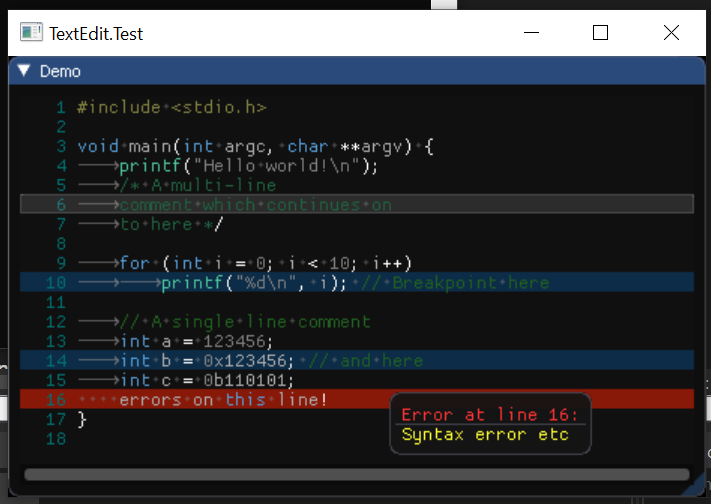 TextEdit.Test
Demo
1 #include <stdio.h>
2
3 void main(int argc, char **argv) {
4 printf("Hello world!\n");
5 /* A multi-line
6 comment which continues on
7 to here */
8
9 for (int i = 0; i < 10; i++)
10 printf("%d\n", i); // Breakpoint here
11
12 // A single line comment
13 int a = 123456;
14 int b = 0x123456; // and here
15 int c = 0b110101;
16 errors on this line!
17 }
18
Error at line 16:
Syntax error etc